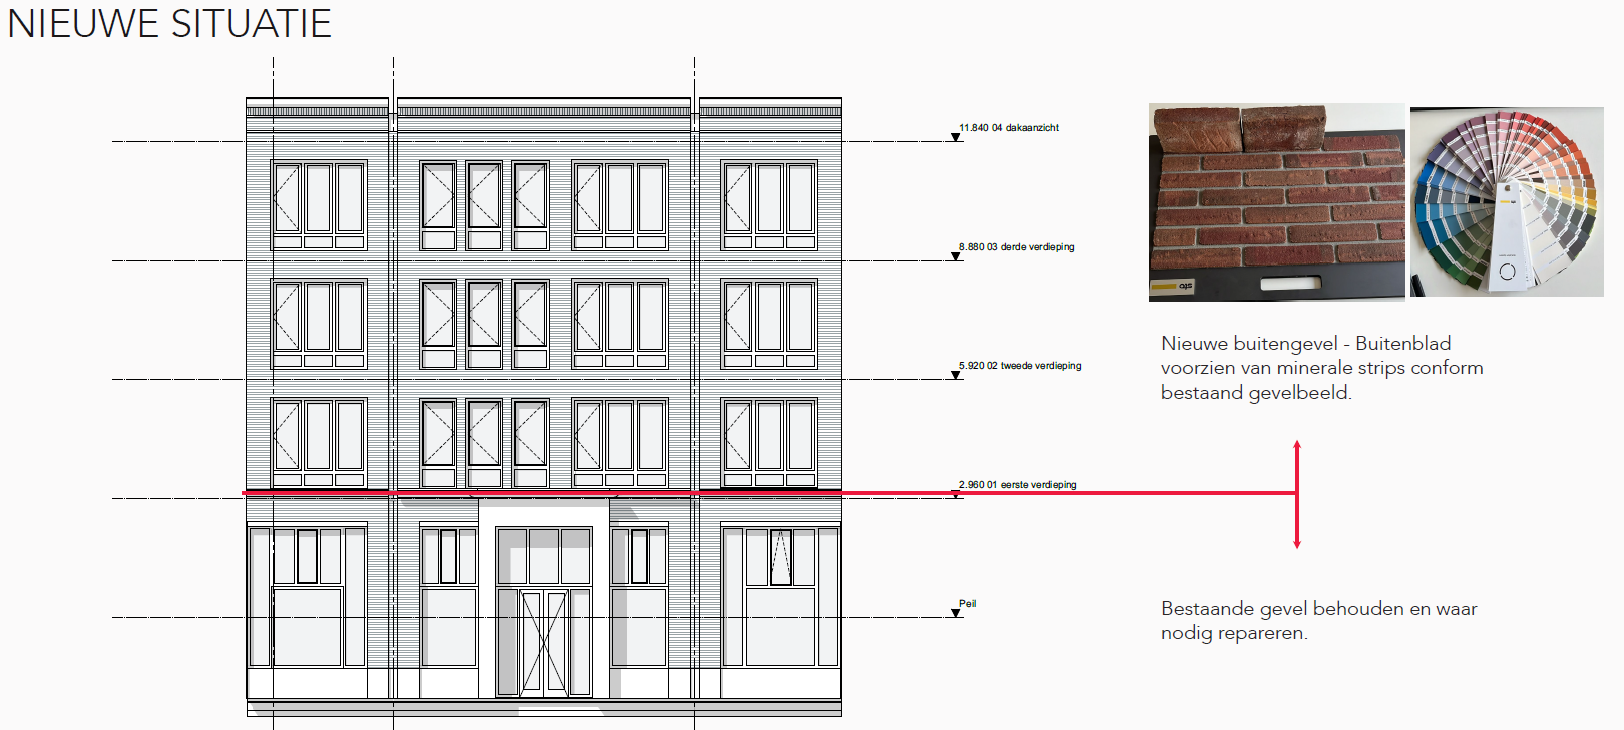 NIEUWE SITUATIE
11.840 04 dakaanzicht
8.880 03 derde verdieping
5.920 02 tweede verdieping
2.960 01 eerste verdieping
Peil
sto
Nieuwe buitengevel - Buitenblad
voorzien van minerale strips conform
bestaand gevelbeeld.
Bestaande gevel behouden en waar
nodig repareren.